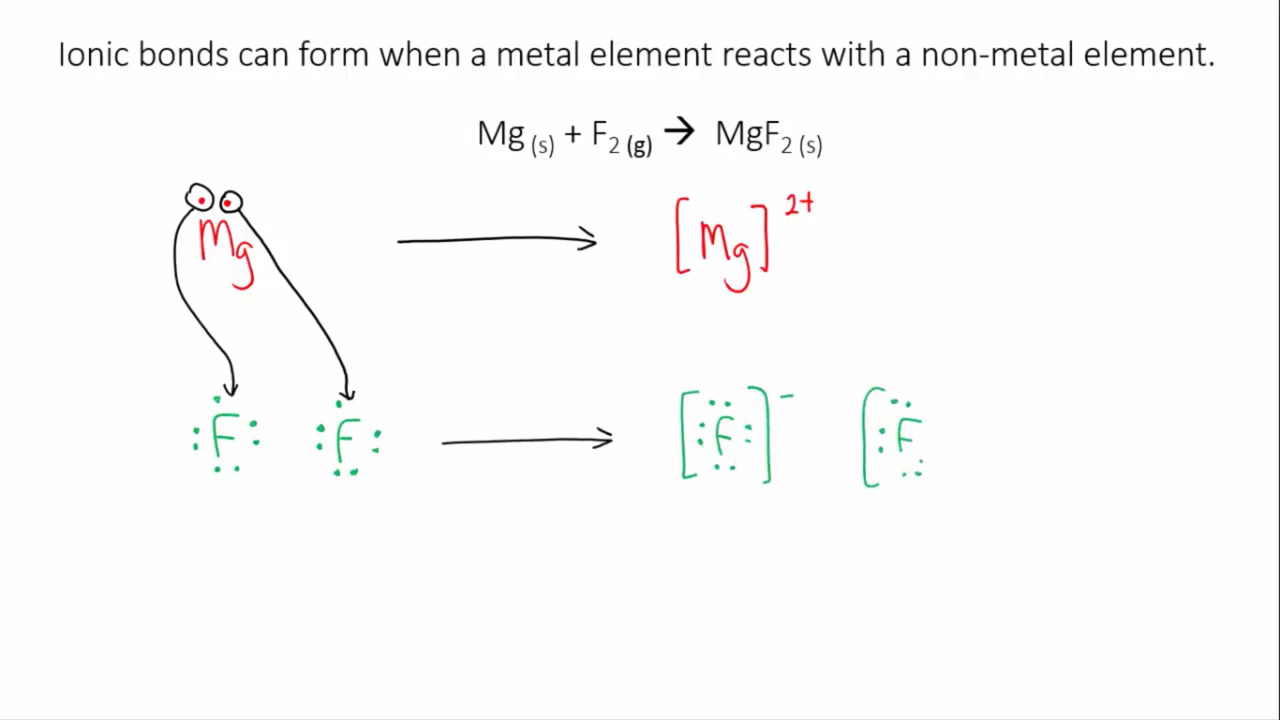 Ionic bonds can form when a metal element reacts with a non-metal element.
Mg (s) + F2 (g) → MgF2 (s)
Mg → [Mg]2+
:F: :F: → [:F:]- [:F